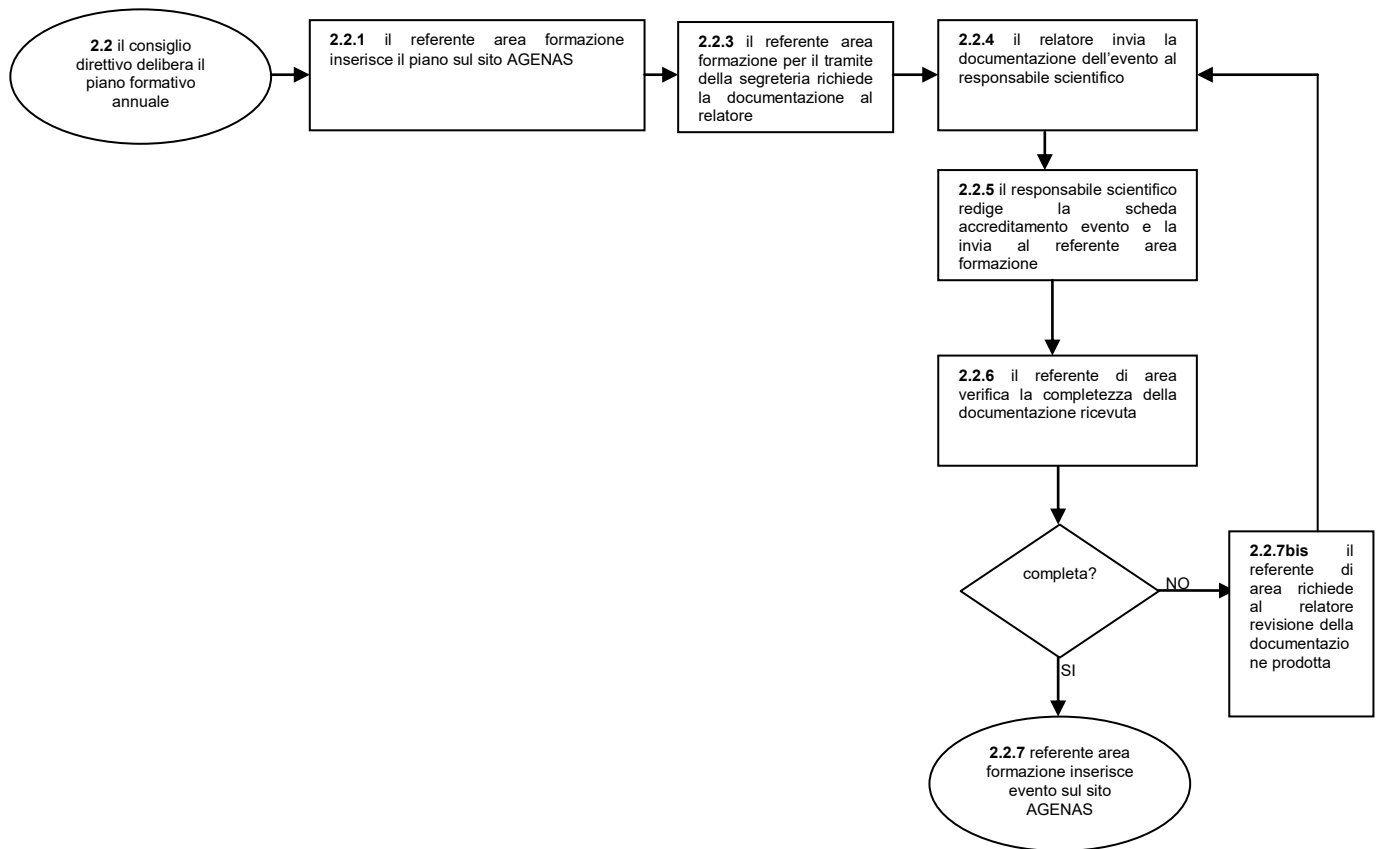 2.2 il consiglio
direttivo delibera il
piano formativo
annuale
2.2.1 il referente area formazione
inserisce il piano sul sito AGENAS
2.2.3 il referente area
formazione per il tramite
della segreteria richiede
la documentazione al
relatore
2.2.4 il relatore invia la
documentazione dell'evento al
responsabile scientifico
2.2.5 il responsabile scientifico
redige la scheda
accreditamento evento e la
invia al referente area
formazione
2.2.6 il referente di area
verifica la completezza della
documentazione ricevuta
completa?
NO
2.2.7bis il
referente di
area richiede
al relatore
revisione della
documentazio
ne prodotta
SI
2.2.7 referente area
formazione inserisce
evento sul sito
AGENAS